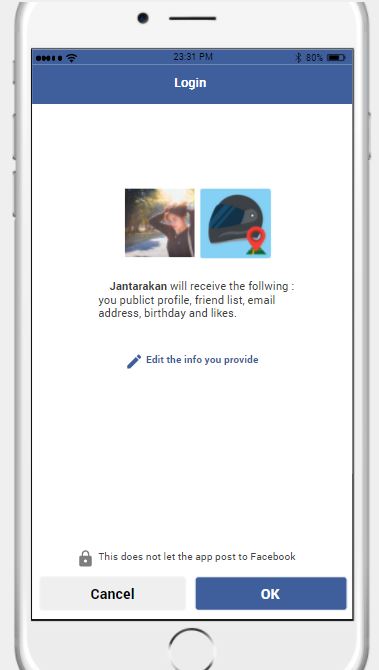 23:31 PM 80%
Login
Jantarakan will receive the follwing :
you publict profile, friend list, email
address, birthday and likes.
Edit the info you provide
This does not let the app post to Facebook
Cancel OK